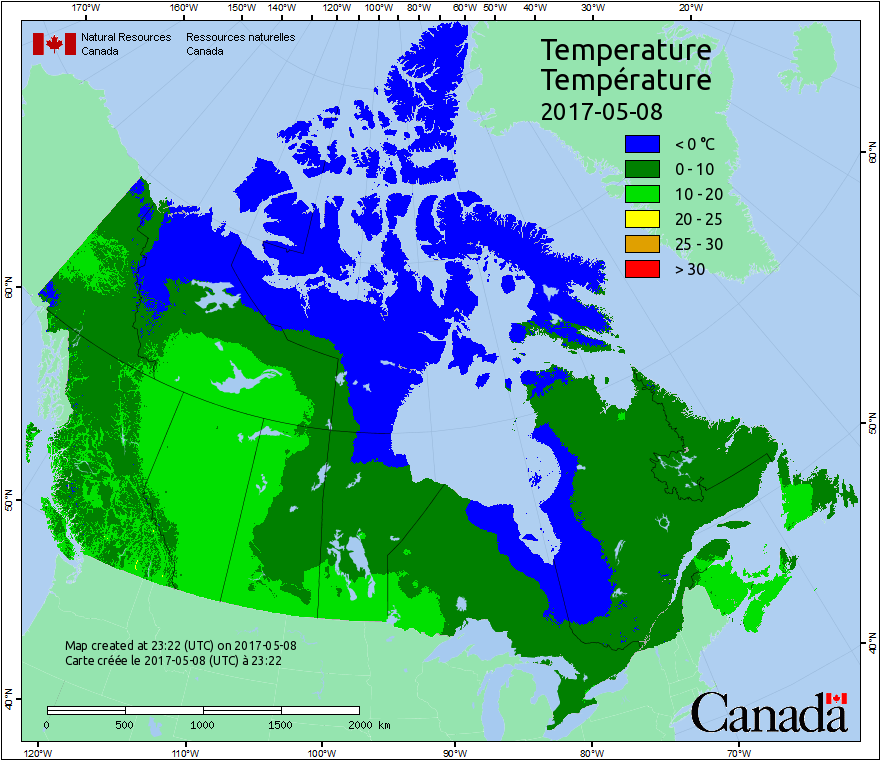 170°W 160°W 150°W 140°W 120°W 100°W 80°W 60°W 50°W 40°W 30°W 20°W
Natural Resources Ressources naturelles
Canada Canada
Temperature
Température
2017-05-08
< 0 °C
0 - 10
10 - 20
20 - 25
25 - 30
> 30
60°N
60°N
50°N
50°N
40°N
40°N
Map created at 23:22 (UTC) on 2017-05-08
Carte créée le 2017-05-08 (UTC) à 23:22
0 500 1000 1500 2000 km
Canada
120°W 110°W 100°W 90°W 80°W 70°W